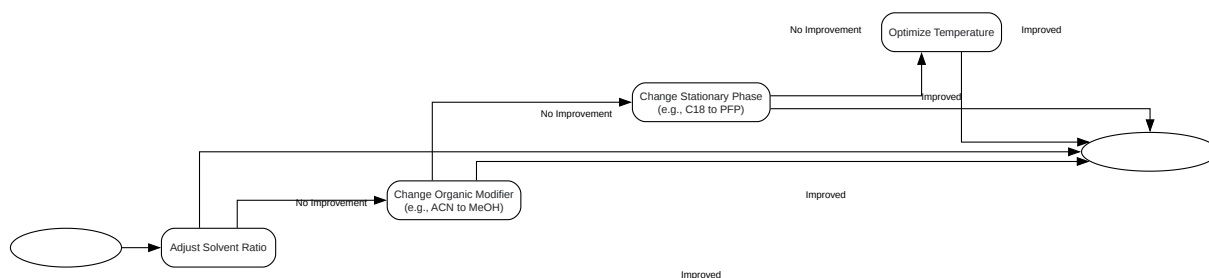 No Improvement
Optimize Temperature
Improved
Change Stationary Phase
(e.g., C18 to PFP)
Improved
No Improvement
Change Organic Modifier
(e.g., ACN to MeOH)
Improved
No Improvement
Adjust Solvent Ratio
Improved